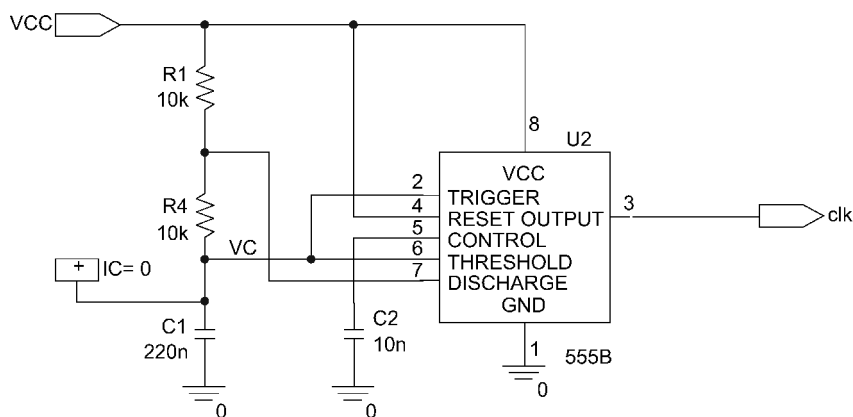 VCC
R1
10k
8
U2
VCC
2
TRIGGER
R4
10k
4
RESET OUTPUT
3
clk
5
CONTROL
VC
6
THRESHOLD
+
IC= 0
7
DISCHARGE
GND
C1
220n
C2
10n
1
555B
0
0
0